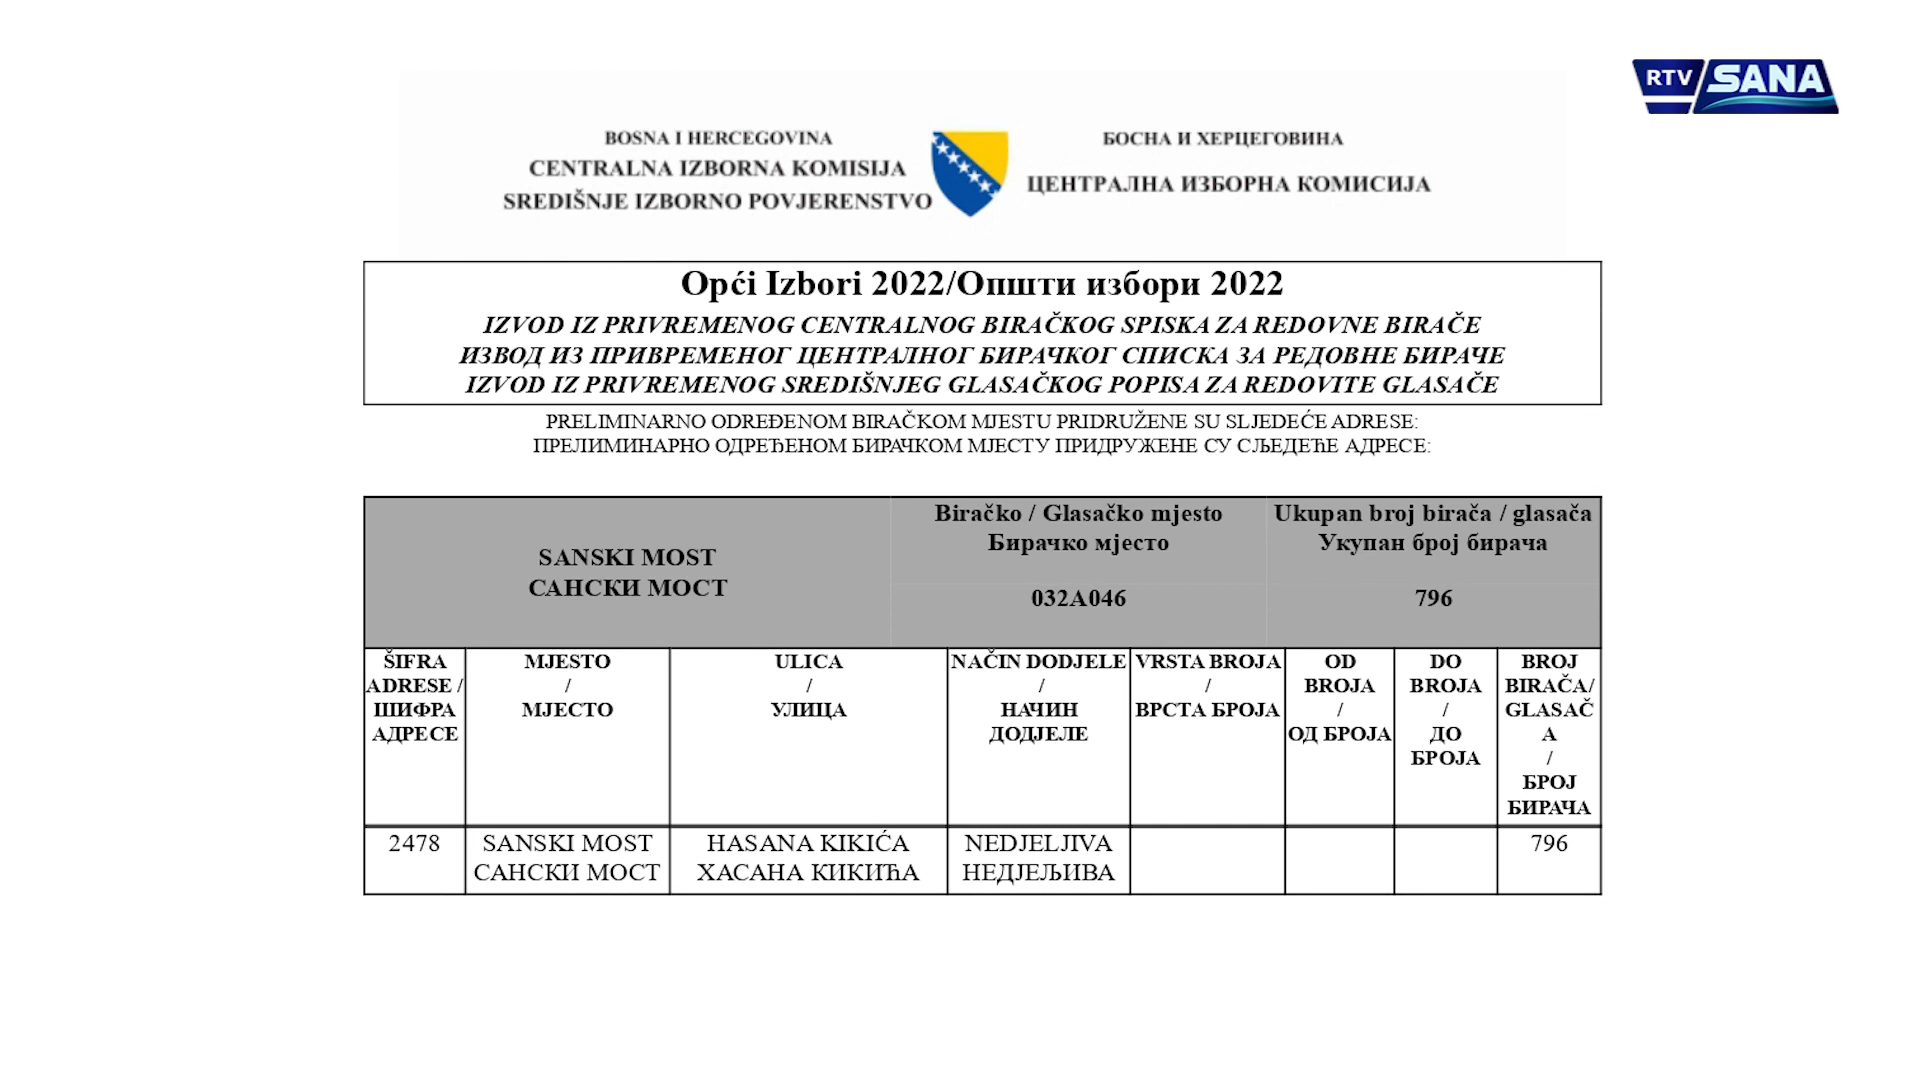 RTV SANA
BOSNA I HERCEGOVINA
CENTRALNA IZBORNA KOMISIJA
SREDIŠNJE IZBORNO POVJERENSTVO
БОСНА И ХЕРЦЕГОВИНА
ЦЕНТРАЛНА ИЗБОРНА КОМИСИЈА
Opći Izbori 2022/Општи избори 2022
IZVOD IZ PRIVREMENOG CENTRALNOG BIRAČKOG SPISKA ZA REDOVNE BIRAČE
ИЗВОД ИЗ ПРИВРЕМЕНОГ ЦЕНТРАЛНОГ БИРАЧКОГ СПИСКА ЗА РЕДОВНЕ БИРАЧЕ
IZVOD IZ PRIVREMENOG SREDIŠNJEG GLASAČKOG POPISA ZA REDOVITE GLASAČE
PRELIMINARNO ODREĐENOM BIRAČKOM MJESTU PRIDRUŽENE SU SLJEDEĆE ADRESE:
ПРЕЛИМИНАРНО ОДРЕЂЕНОМ БИРАЧКОМ МЈЕСТУ ПРИДРУЖЕНЕ СУ СЉЕДЕЋЕ АДРЕСЕ:
SANSKI MOST
САНСКИ МОСТ
Biračko / Glasačko mjesto
Бирачко мјесто
032A046
Ukupan broj birača / glasača
Укупан број бирача
796
ŠIFRA
ADRESE /
ШИФРА
АДРЕСЕ
MJESTO
/
МЈЕСТО
ULICA
/
УЛИЦА
NAČIN DODJELE
/
НАЧИН
ДОДЈЕЛЕ
VRSTA BROJA
/
ВРСТА БРОЈА
OD
BROJA
/
ОД БРОЈА
DO
BROJA
/
ДО
БРОЈА
BROJ
BIRAČA/
GLASAČ
A
/
БРОЈ
БИРАЧА
2478
SANSKI MOST
САНСКИ МОСТ
HASANA KIKIĆA
ХАСАНА КИКИЋА
NEDJELJIVA
НЕДЈЕЉИВА
796